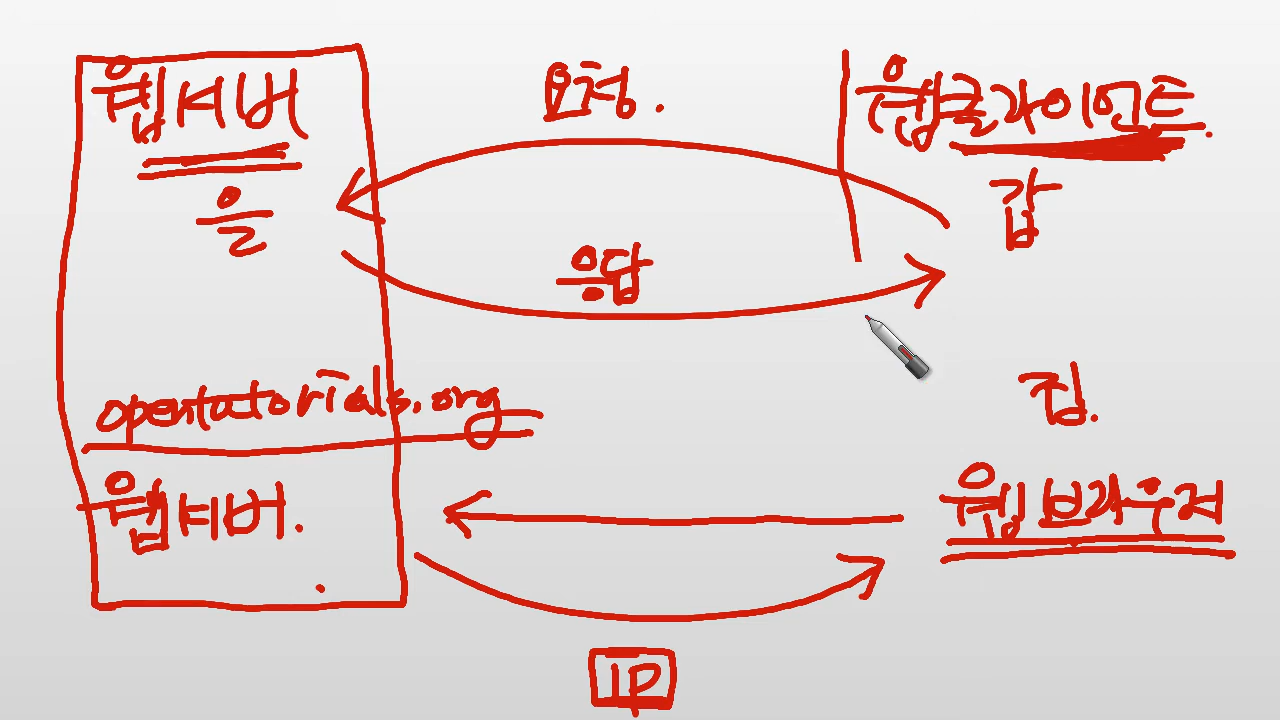 웹서버
요청.
웹클라이언트.
을
갑
응답
opentatorials.org
집.
웹서버.
웹브라우저
IP